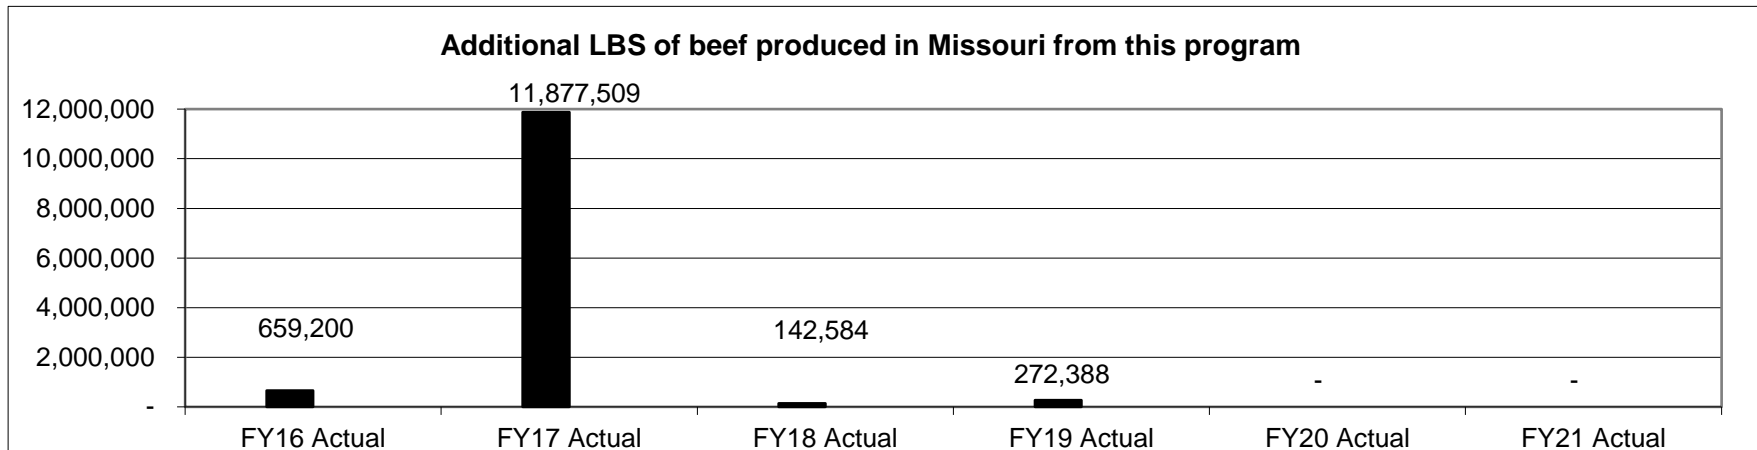 Additional LBS of beef produced in Missouri from this program
11,877,509
12,000,000
10,000,000
8,000,000
6,000,000
4,000,000
659,200
142,584
2,000,000
272,388
-
-
-
FY16 Actual
FY17 Actual
FY18 Actual
FY19 Actual
FY20 Actual
FY21 Actual